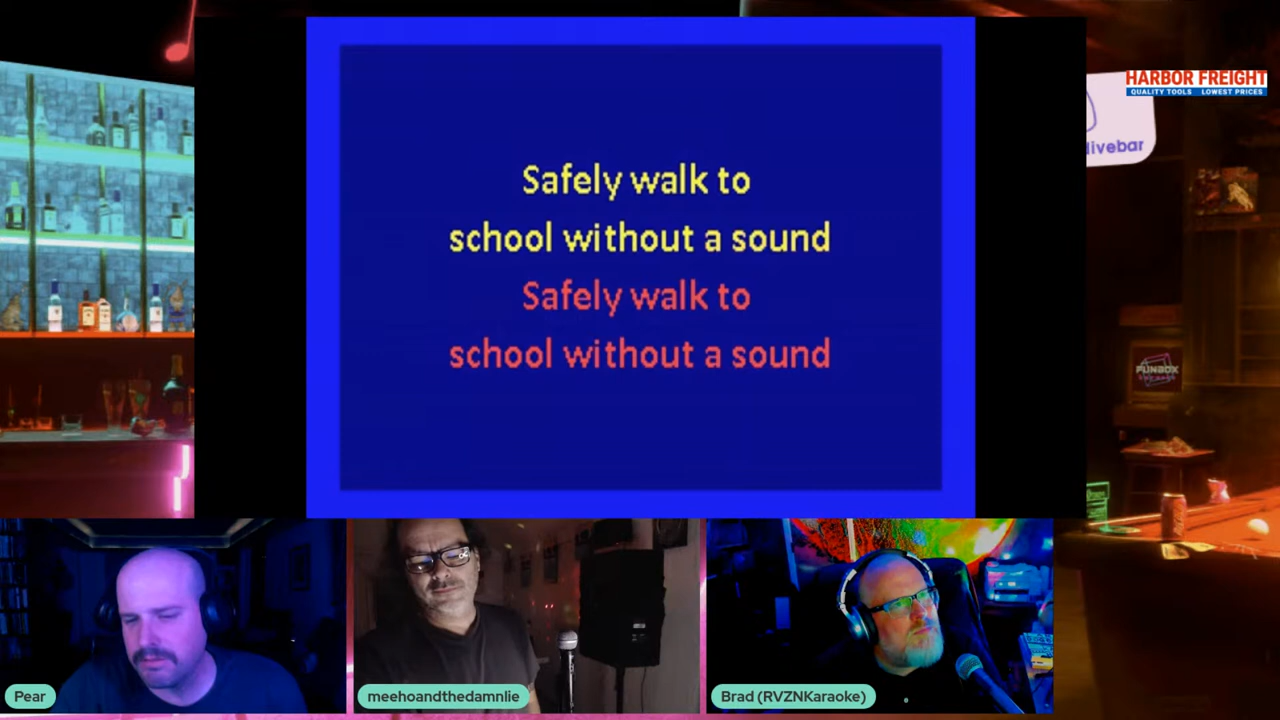 HARBOR FREIGHT
QUALITY TOOLS LOWEST PRICES
livebar
Safely walk to
school without a sound
Safely walk to
school without a sound
FUNBOX
Pear
meehoandthedamnlie
Brad (RVZNKaraoke)